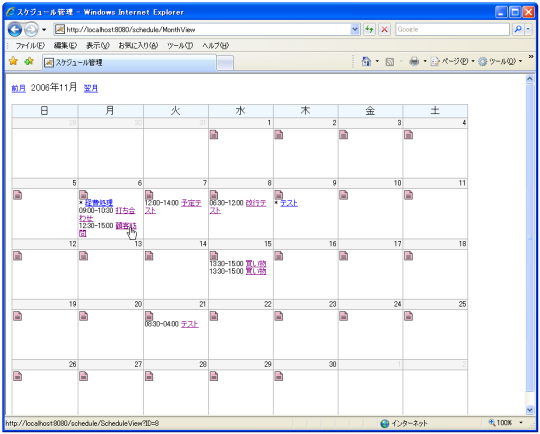 スケジュール管理 - Windows Internet Explorer
http://localhost:8080/schedule/MonthView
Google
ファイル(F) 編集(E) 表示(V) お気に入り(A) ツール(T) ヘルプ(H)
スケジュール管理
ページ(P) ツール(O)
前月 2006年11月 翌月
日 月 火 水 木 金 土
29 30 31 1 2 3 4
5 6 7 8 9 10 11
* 経費処理
09:00-10:30 打ち合
わせ
12:30-15:00 顧客訪
問
12:00-14:00 予定テ
スト
06:30-12:00 改行テ
スト
* テスト
12 13 14 15 16 17 18
13:30-15:00 買い物
13:30-15:00 買い物
19 20 21 22 23 24 25
08:30-04:00 テスト
26 27 28 29 30 1 2
http://localhost:8080/schedule/ScheduleView?ID=8
インターネット
100%